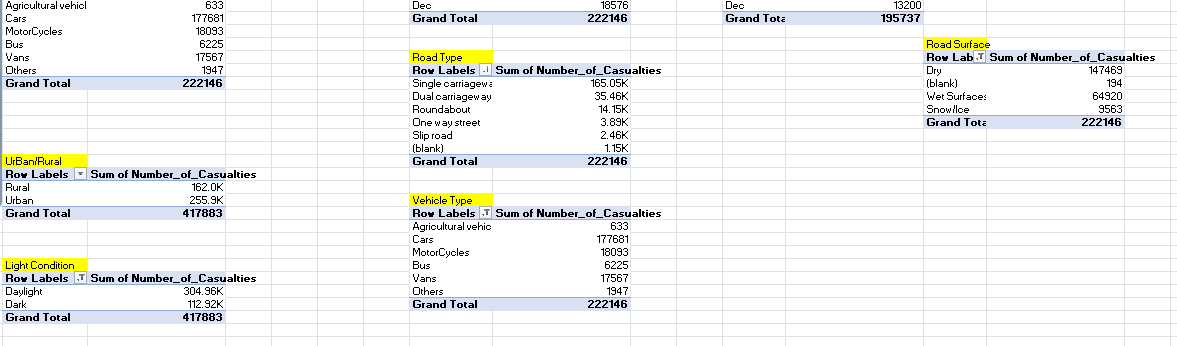 Agricultural vehicl 633
Cars 177681
MotorCycles 18093
Bus 6225
Vans 17567
Others 1947
Grand Total 222146
UrBan/Rural
Row Labels Sum of Number_of_Casualties
Rural 162.0K
Urban 255.9K
Grand Total 417883
Light Condition
Row Labels Sum of Number_of_Casualties
Daylight 304.96K
Dark 112.92K
Grand Total 417883
Dec 18576
Grand Total 222146
Road Type
Row Labels Sum of Number_of_Casualties
Single carriagewa 165.05K
Dual carriageway 35.46K
Roundabout 14.15K
One way street 3.89K
Slip road 2.46K
(blank) 1.15K
Grand Total 222146
Vehicle Type
Row Labels Sum of Number_of_Casualties
Agricultural vehic 633
Cars 177681
MotorCycles 18093
Bus 6225
Vans 17567
Others 1947
Grand Total 222146
Dec 13200
Grand Tota 195737
Road Surface
Row Lab Sum of Number_of_Casualties
Dry 147469
(blank) 194
Wet Surfaces 64920
Snow/Ice 9563
Grand Tota 222146